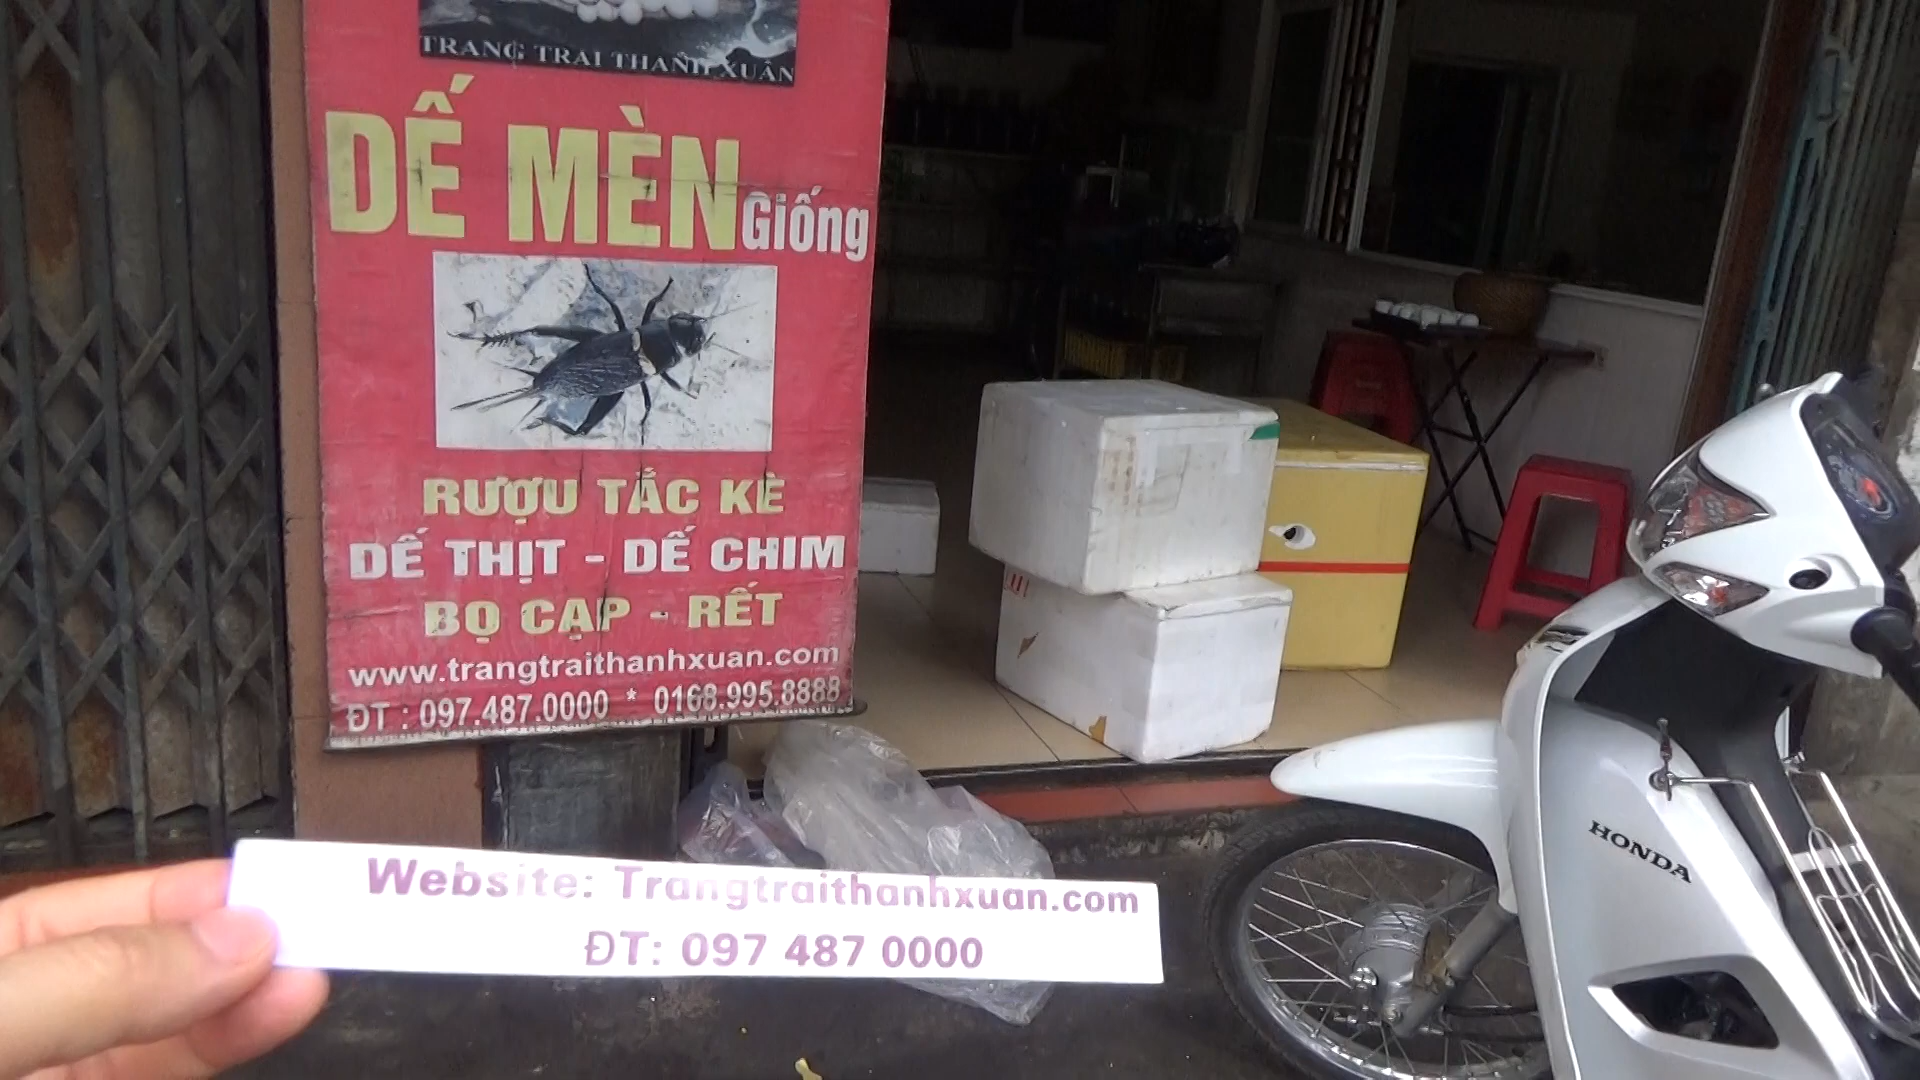 TRANG TRẠI THANH XUÂN
DẾ MÈN Giống
RƯỢU TẮC KÈ
DẾ THỊT - DẾ CHIM
BỌ CẠP - RẾT
www.trangtraithanhxuan.com
ĐT : 097.487.0000 * 0168.995.8888
Website: Trangtraithanhxuan.com
ĐT: 097 487 0000
HONDA